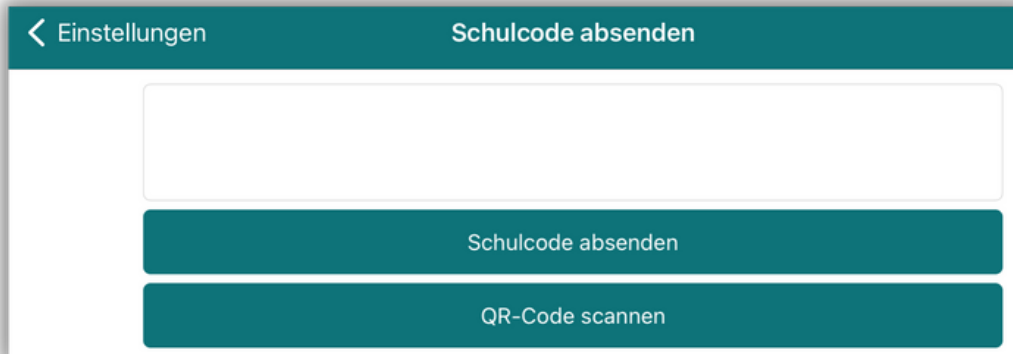 Einstellungen
Schulcode absenden
Schulcode absenden
QR-Code scannen